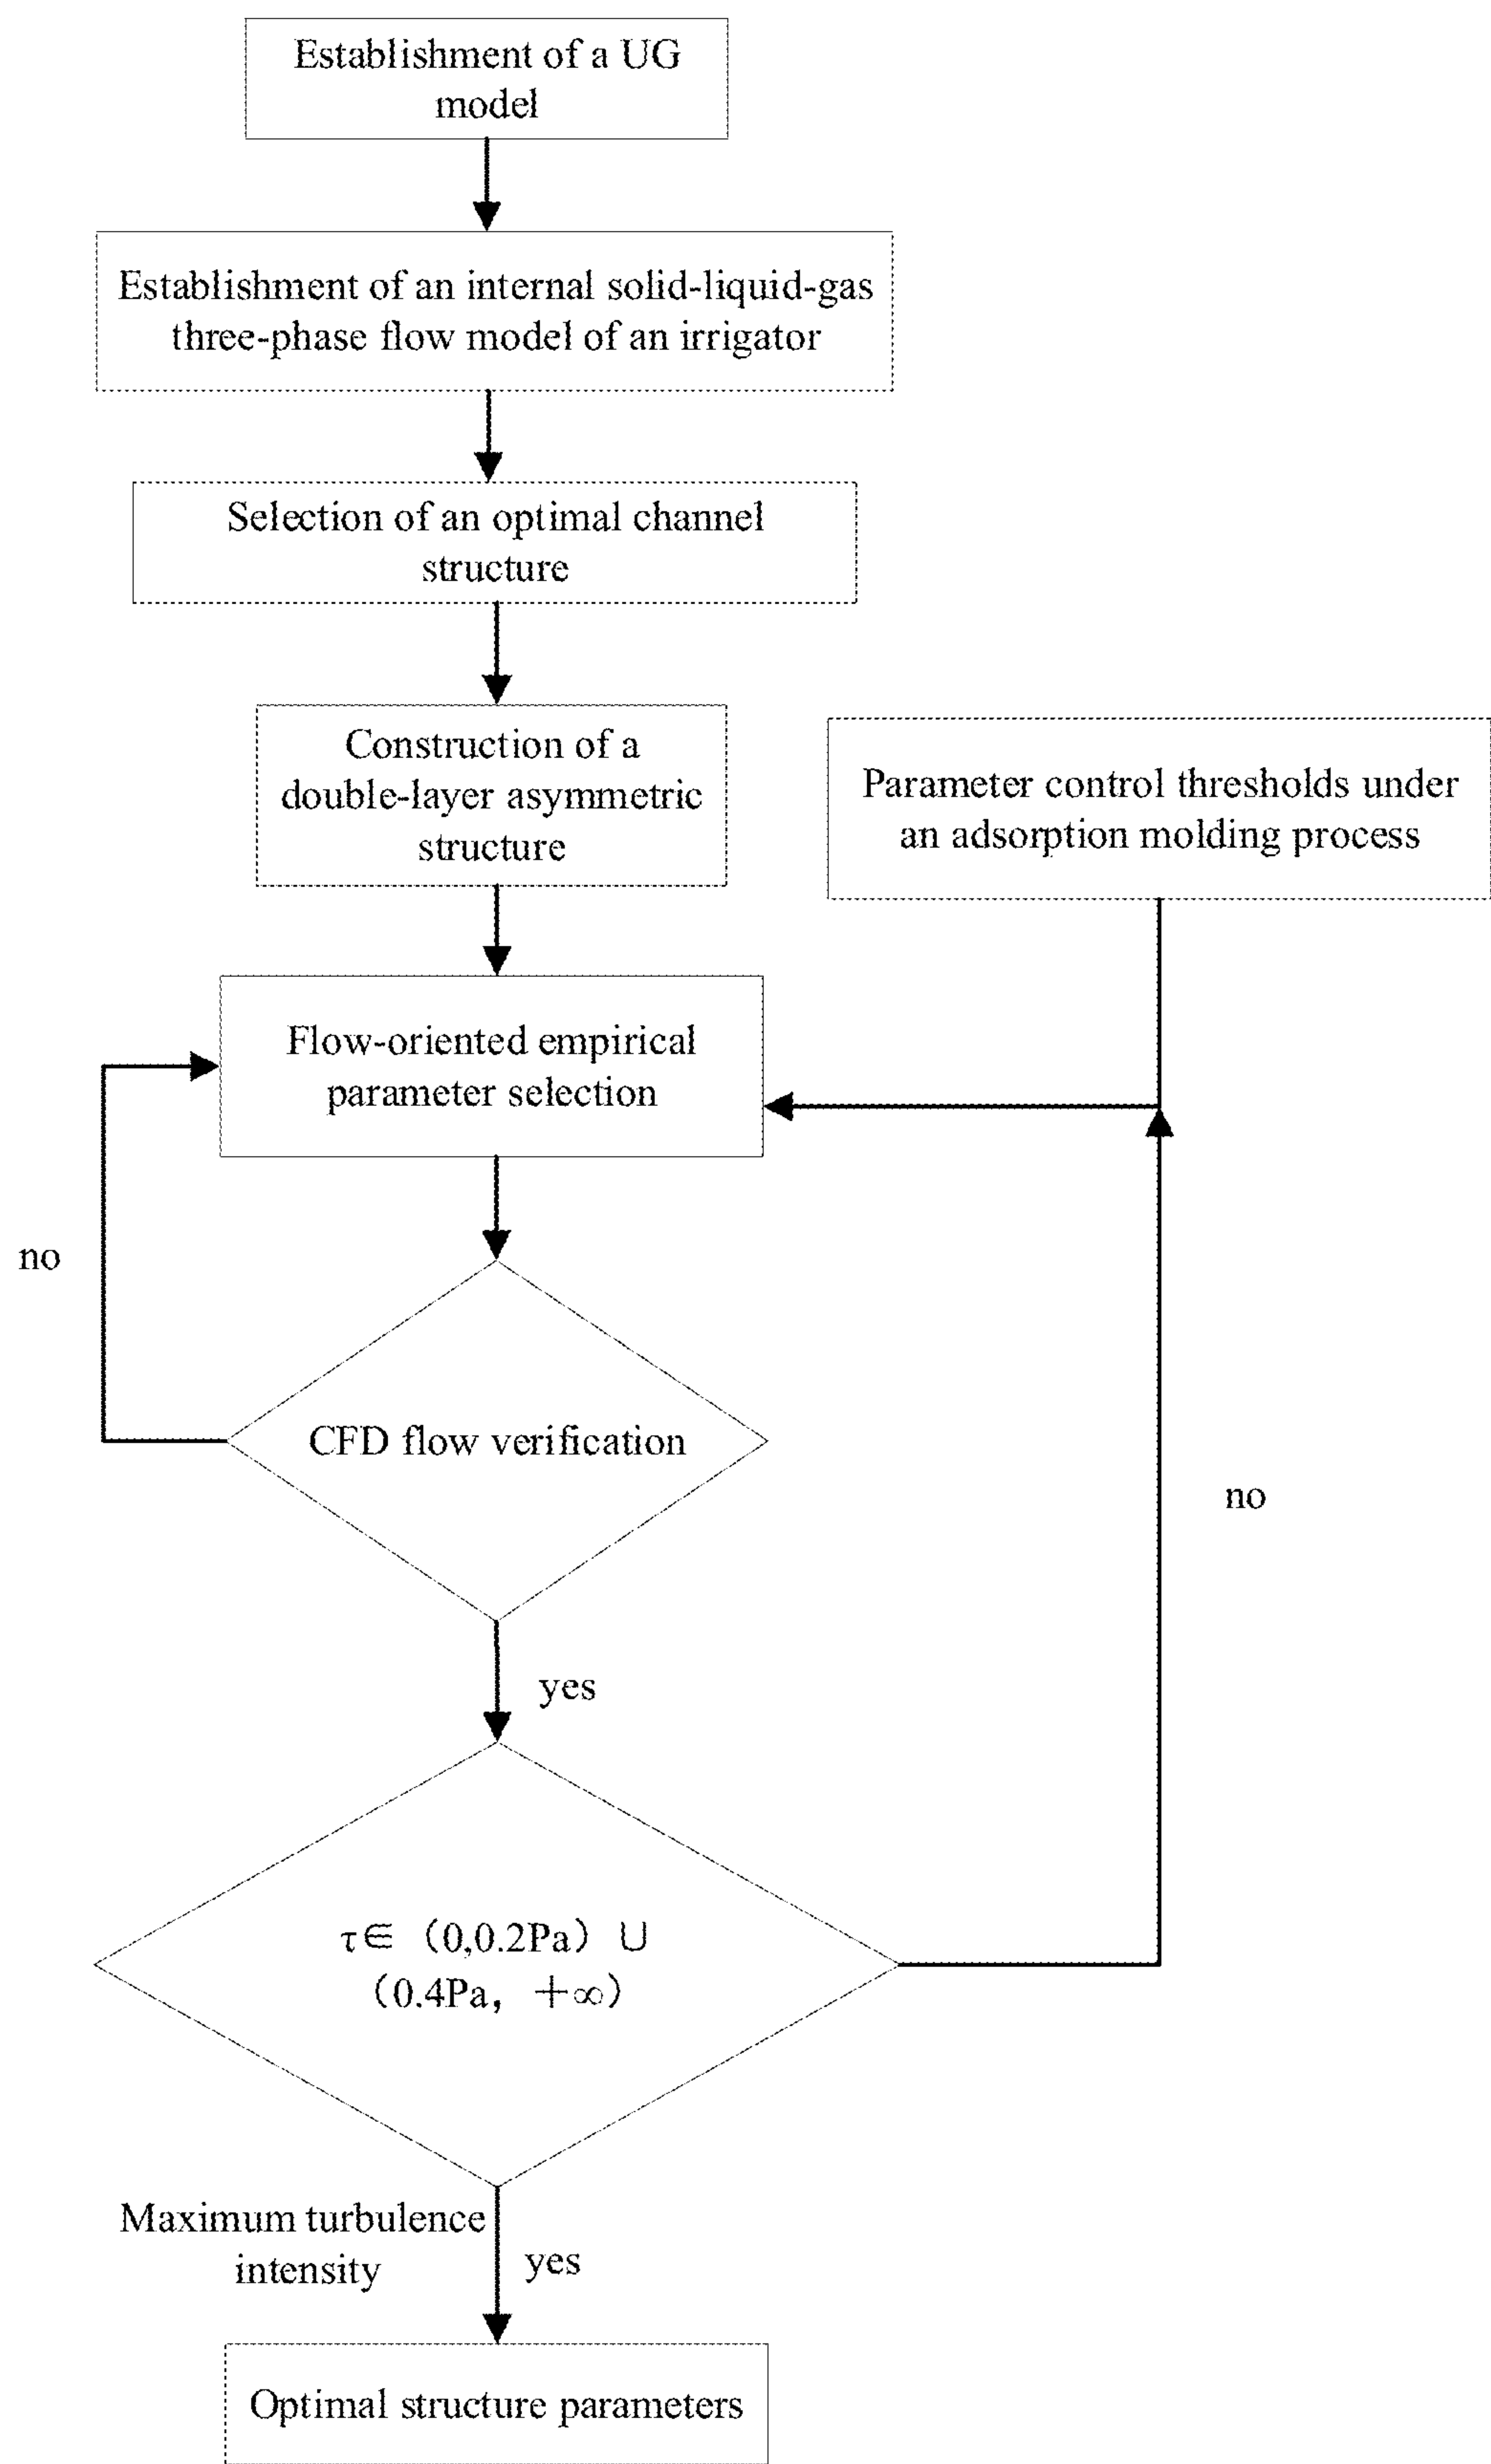 Establishment of a UG
model
Establishment of an internal solid-liquid-gas
three-phase flow model of an irrigator
Selection of an optimal channel
structure
Construction of a
double-layer asymmetric
structure
Parameter control thresholds under
an adsorption molding process
Flow-oriented empirical
parameter selection
no
CFD flow verification
no
yes
τ∈（0,0.2Pa）∪
（0.4Pa，+∞）
Maximum turbulence
intensity
yes
Optimal structure parameters